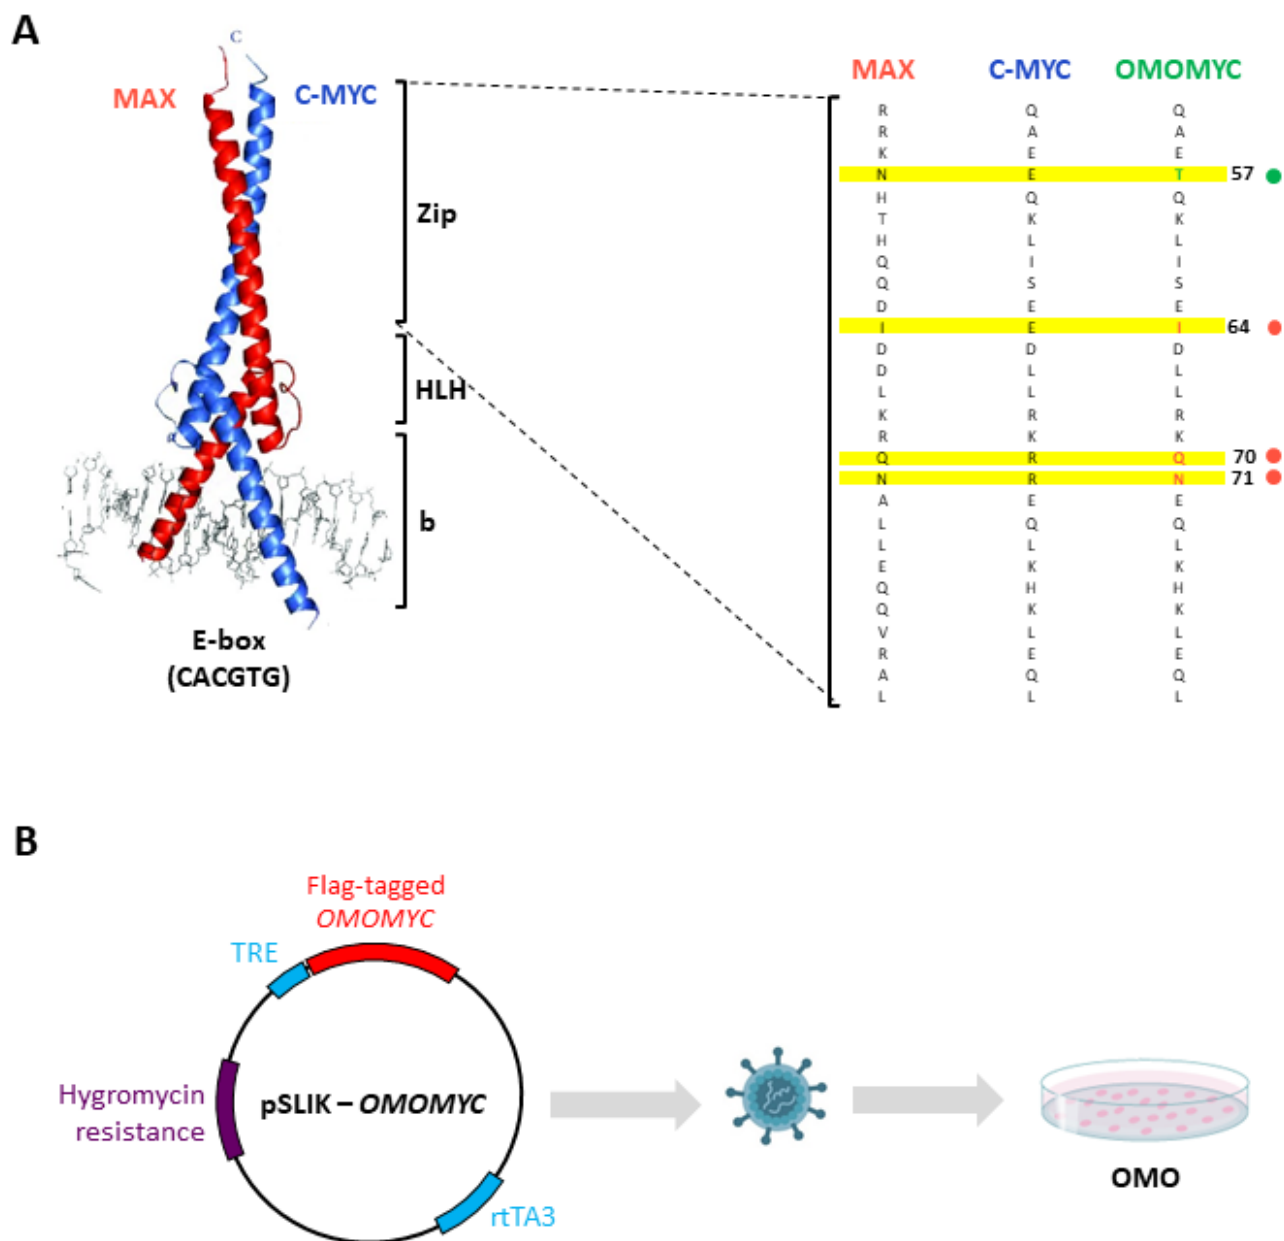 A
C
MAX
C-MYC
Zip
HLH
b
E-box
(CACGTG)
MAX C-MYC OMOMYC
R Q Q
R A A
K E E
N E T 57
H Q Q
T K K
H L L
Q I I
Q S S
D E E
I E I 64
D D D
D L L
L L L
K R R
R K K
Q R Q 70
N R N 71
A E E
L Q Q
L L L
E K K
Q H H
Q K K
V L L
R E E
A Q Q
L L L
B
Flag-tagged
OMOMYC
TRE
Hygromycin
resistance
pSLIK – OMOMYC
rtTA3
OMO